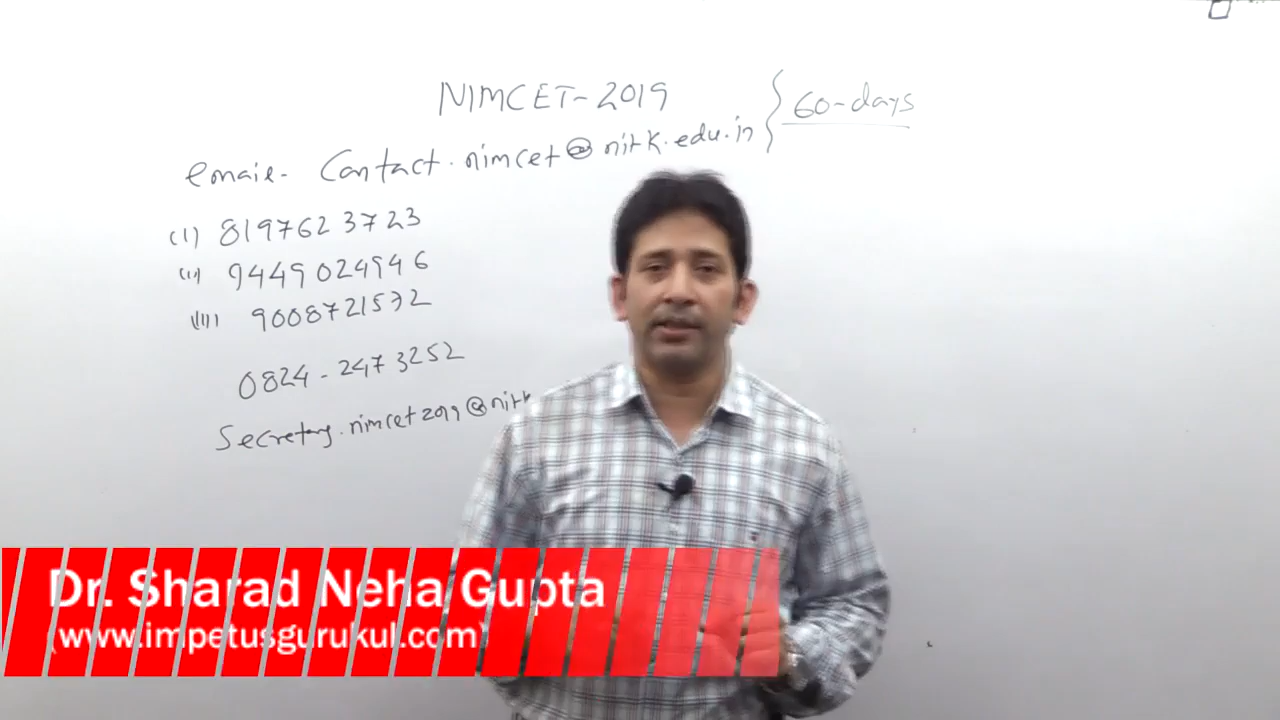 NIMCET-2019
60-days
email- Contact.nimcet@nitk.edu.in
(I) 8197623723
(II) 9449024946
(III) 9008721532
0824-2473252
Secretary.nimcet2019@nitk
Dr. Sharad Neha Gupta
(www.impetusgurukul.com)